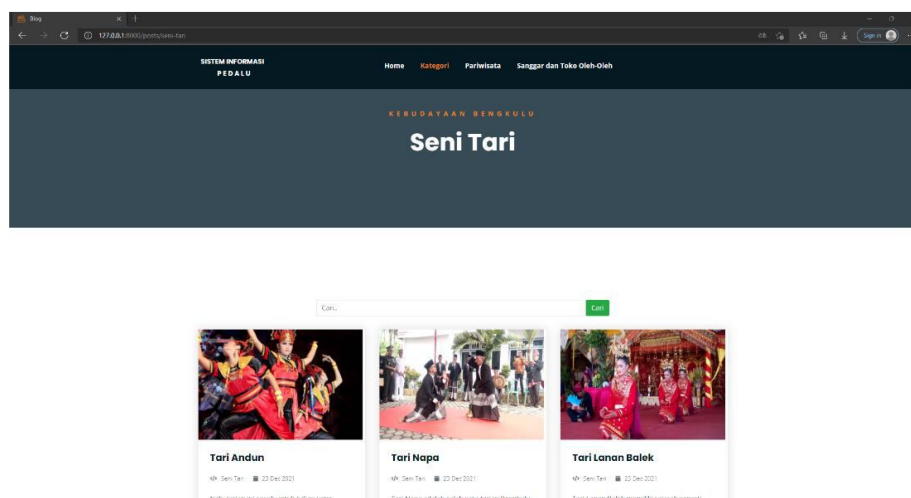 Blog
127.0.0.1:8000/posts/seni-tari
Sign in
SISTEM INFORMASI
PEDALU
Home Kategori Pariwisata Sanggar dan Toko Oleh-Oleh
KEBUDAYAAN BENGKULU
Seni Tari
Cari..
Cari
Tari Andun
Seni Tari 23 Dec 2021
Tari Napa
Seni Tari 23 Dec 2021
Tari Lanan Balek
Seni Tari 23 Dec 2021